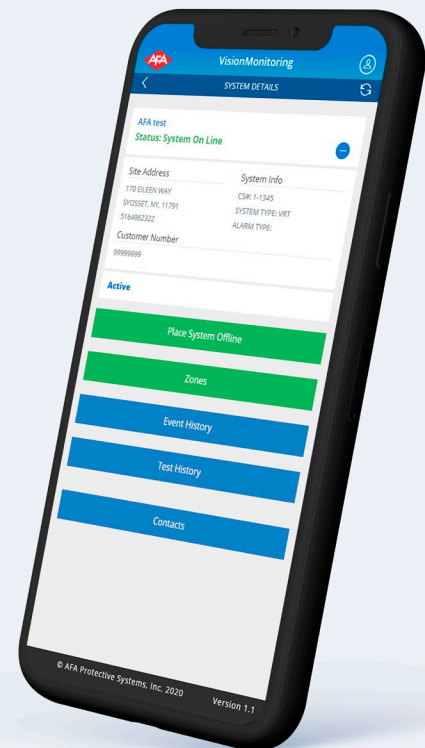 AFA
VisionMonitoring
SYSTEM DETAILS
AFA test
Status: System On Line
Site Address
170 EILEEN WAY
SYOSSET, NY, 11791
5164962322
Customer Number
99999999
System Info
CS#: 1-1345
SYSTEM TYPE: VRT
ALARM TYPE:
Active
Place System Offline
Zones
Event History
Test History
Contacts
© AFA Protective Systems, Inc. 2020
Version 1.1